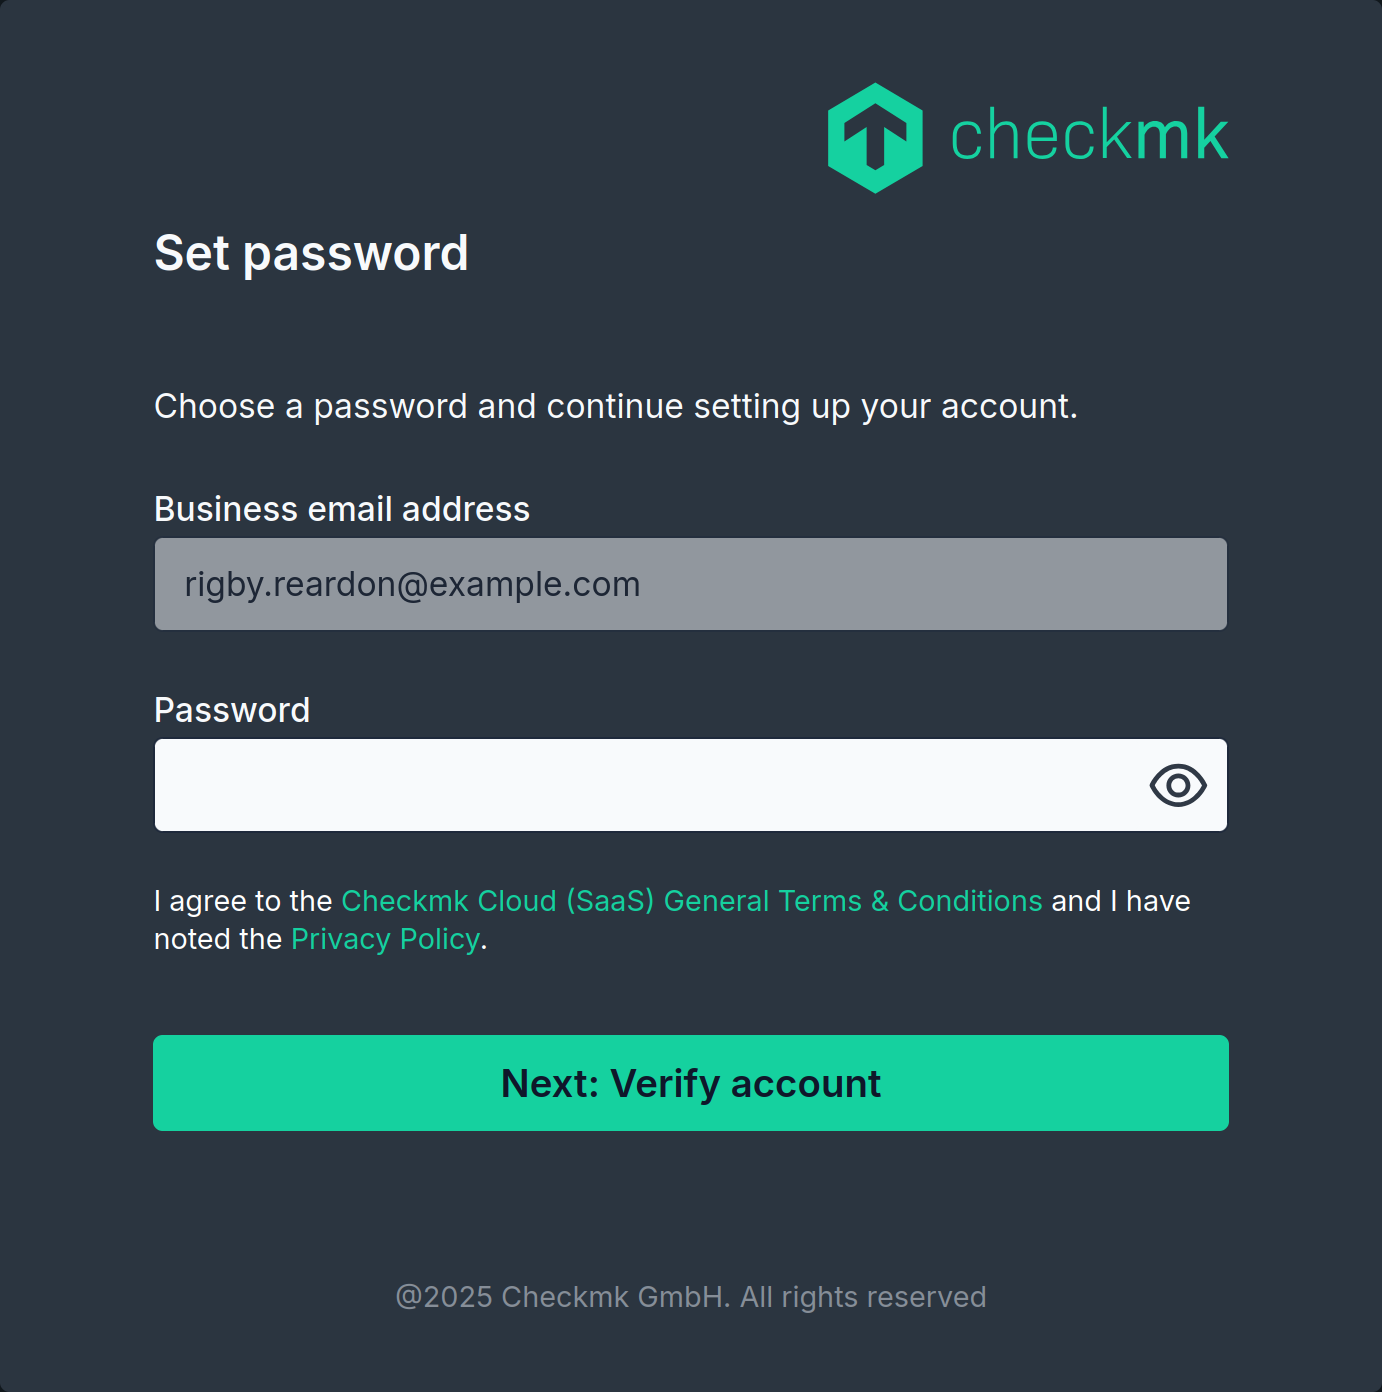 checkmk
Set password
Choose a password and continue setting up your account.
Business email address
rigby.reardon@example.com
Password
I agree to the Checkmk Cloud (SaaS) General Terms & Conditions and I have
noted the Privacy Policy.
Next: Verify account
@2025 Checkmk GmbH. All rights reserved